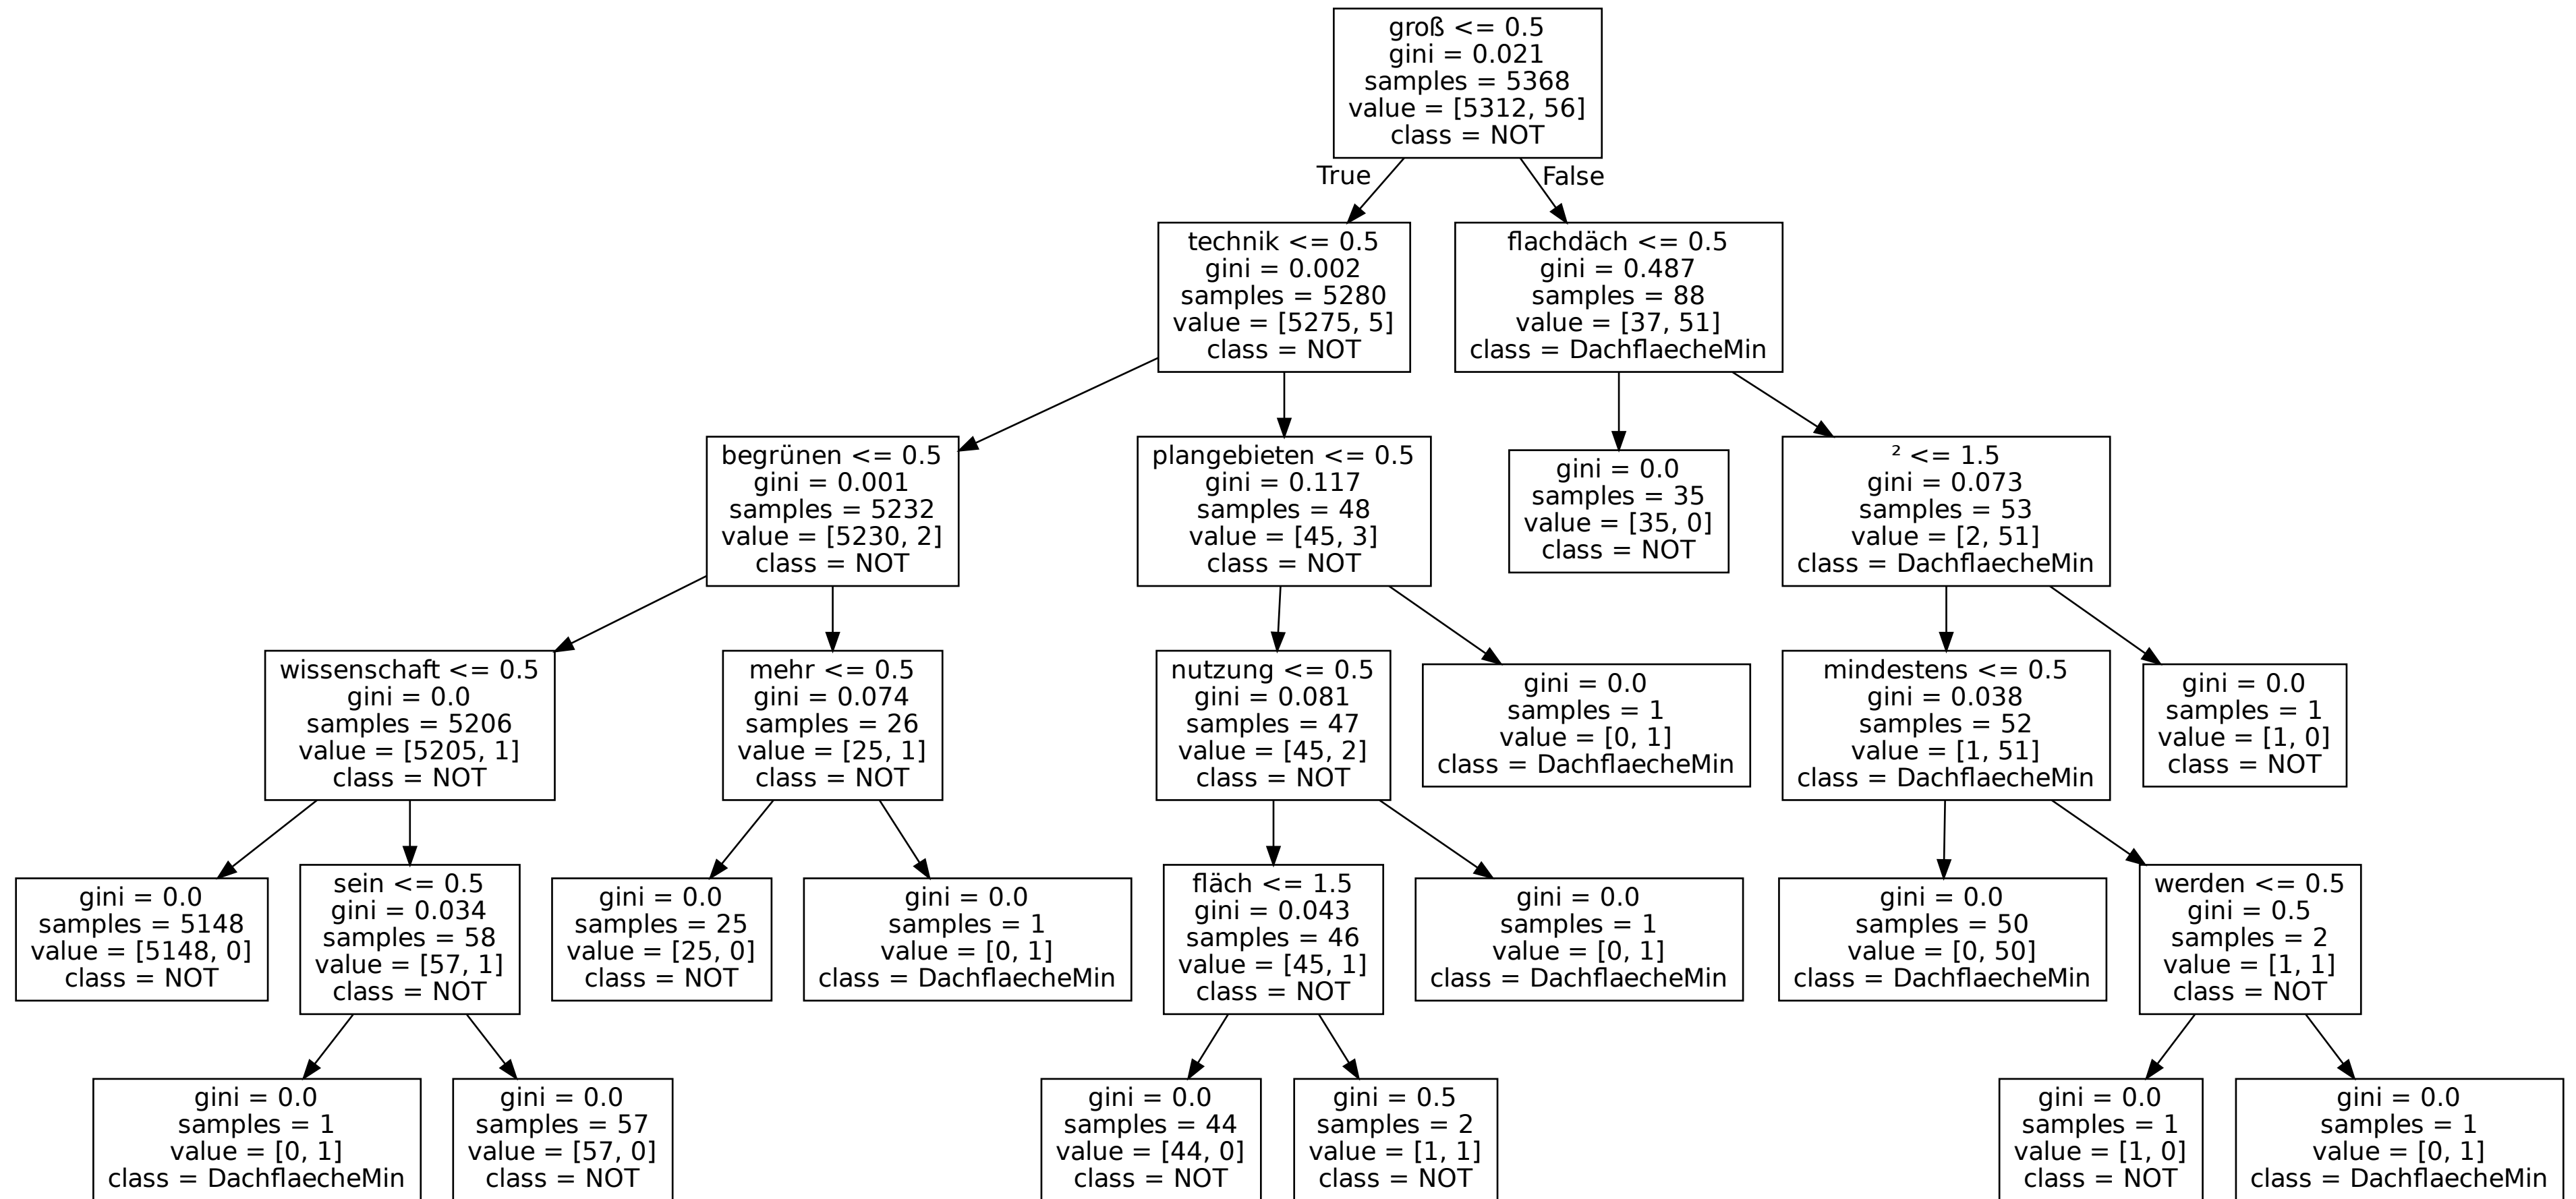 groß <= 0.5
gini = 0.021
samples = 5368
value = [5312, 56]
class = NOT
True
False
technik <= 0.5
gini = 0.002
samples = 5280
value = [5275, 5]
class = NOT
flachdäch <= 0.5
gini = 0.487
samples = 88
value = [37, 51]
class = DachflaecheMin
begrünen <= 0.5
gini = 0.001
samples = 5232
value = [5230, 2]
class = NOT
plangebieten <= 0.5
gini = 0.117
samples = 48
value = [45, 3]
class = NOT
gini = 0.0
samples = 35
value = [35, 0]
class = NOT
² <= 1.5
gini = 0.073
samples = 53
value = [2, 51]
class = DachflaecheMin
wissenschaft <= 0.5
gini = 0.0
samples = 5206
value = [5205, 1]
class = NOT
mehr <= 0.5
gini = 0.074
samples = 26
value = [25, 1]
class = NOT
nutzung <= 0.5
gini = 0.081
samples = 47
value = [45, 2]
class = NOT
gini = 0.0
samples = 1
value = [0, 1]
class = DachflaecheMin
mindestens <= 0.5
gini = 0.038
samples = 52
value = [1, 51]
class = DachflaecheMin
gini = 0.0
samples = 1
value = [1, 0]
class = NOT
gini = 0.0
samples = 5148
value = [5148, 0]
class = NOT
sein <= 0.5
gini = 0.034
samples = 58
value = [57, 1]
class = NOT
gini = 0.0
samples = 25
value = [25, 0]
class = NOT
gini = 0.0
samples = 1
value = [0, 1]
class = DachflaecheMin
fläch <= 1.5
gini = 0.043
samples = 46
value = [45, 1]
class = NOT
gini = 0.0
samples = 1
value = [0, 1]
class = DachflaecheMin
gini = 0.0
samples = 50
value = [0, 50]
class = DachflaecheMin
werden <= 0.5
gini = 0.5
samples = 2
value = [1, 1]
class = NOT
gini = 0.0
samples = 1
value = [0, 1]
class = DachflaecheMin
gini = 0.0
samples = 57
value = [57, 0]
class = NOT
gini = 0.0
samples = 44
value = [44, 0]
class = NOT
gini = 0.5
samples = 2
value = [1, 1]
class = NOT
gini = 0.0
samples = 1
value = [1, 0]
class = NOT
gini = 0.0
samples = 1
value = [0, 1]
class = DachflaecheMin